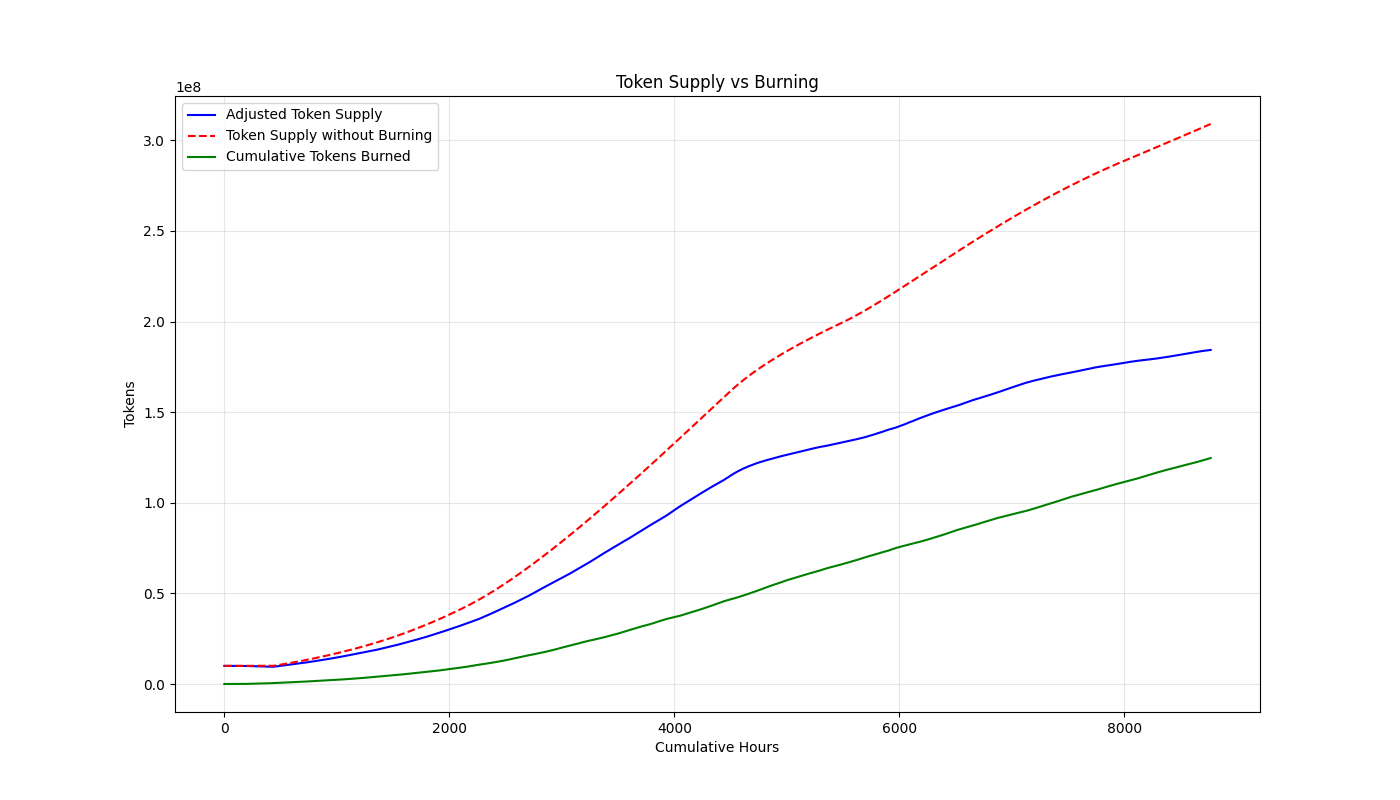 Token Supply vs Burning
1e8
Adjusted Token Supply
Token Supply without Burning
Cumulative Tokens Burned
3.0
2.5
2.0
1.5
1.0
0.5
0.0
Tokens
0 2000 4000 6000 8000
Cumulative Hours